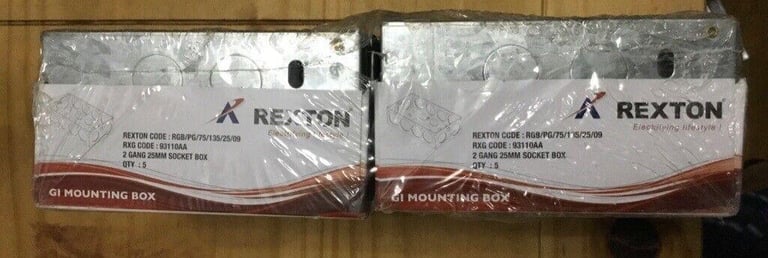 REXTON
Electrifying lifestyle !
REXTON CODE : RGB/PG/75/135/25/09
RXG CODE : 93110AA
2 GANG 25MM SOCKET BOX
QTY : 5
GI MOUNTING BOX
REXTON
Electrifying lifestyle !
REXTON CODE : RGB/PG/75/135/25/09
RXG CODE : 93110AA
2 GANG 25MM SOCKET BOX
QTY : 5
GI MOUNTING BOX